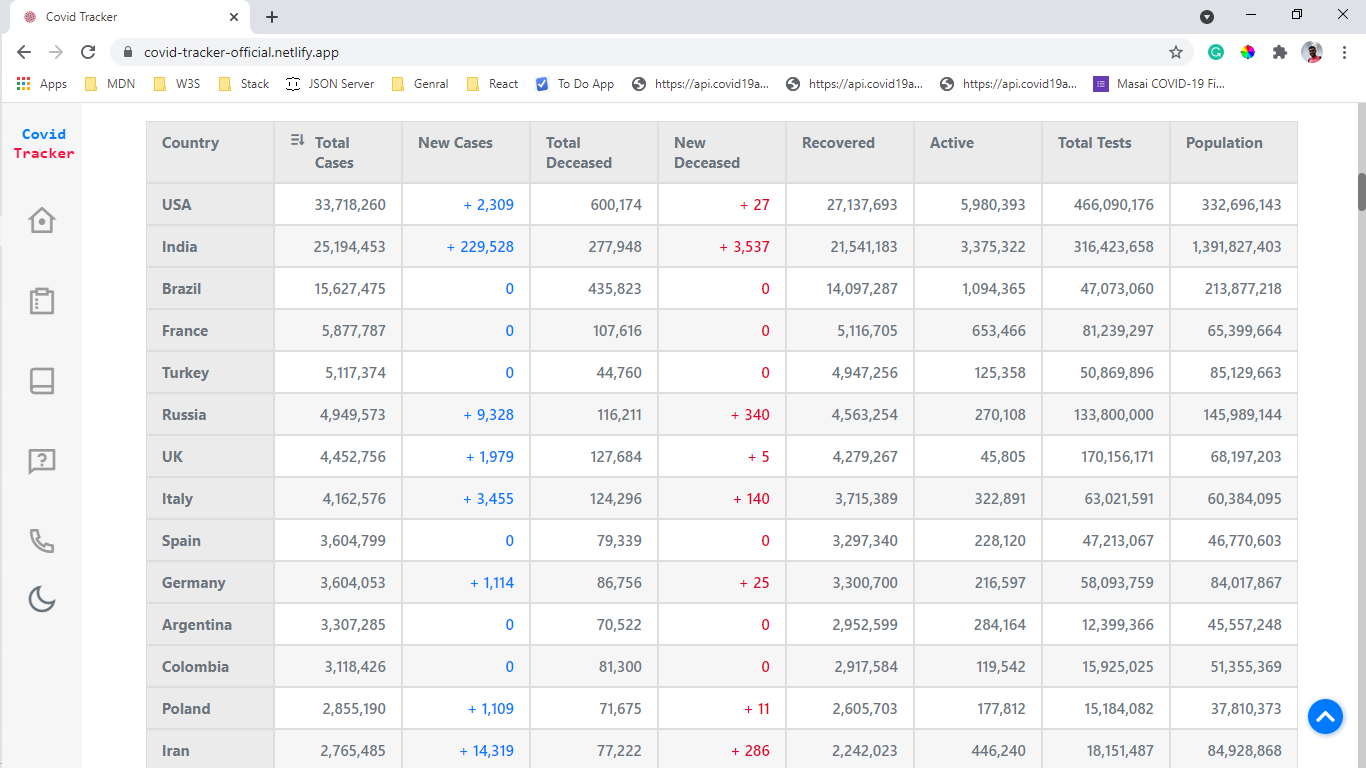 Covid Tracker
covid-tracker-official.netlify.app
Apps MDN W3S Stack JSON Server Genral React To Do App https://api.covid19a... https://api.covid19a... https://api.covid19a... Masai COVID-19 Fi...
Covid
Tracker
Country Total Cases New Cases Total Deceased New Deceased Recovered Active Total Tests Population
USA 33,718,260 + 2,309 600,174 + 27 27,137,693 5,980,393 466,090,176 332,696,143
India 25,194,453 + 229,528 277,948 + 3,537 21,541,183 3,375,322 316,423,658 1,391,827,403
Brazil 15,627,475 0 435,823 0 14,097,287 1,094,365 47,073,060 213,877,218
France 5,877,787 0 107,616 0 5,116,705 653,466 81,239,297 65,399,664
Turkey 5,117,374 0 44,760 0 4,947,256 125,358 50,869,896 85,129,663
Russia 4,949,573 + 9,328 116,211 + 340 4,563,254 270,108 133,800,000 145,989,144
UK 4,452,756 + 1,979 127,684 + 5 4,279,267 45,805 170,156,171 68,197,203
Italy 4,162,576 + 3,455 124,296 + 140 3,715,389 322,891 63,021,591 60,384,095
Spain 3,604,799 0 79,339 0 3,297,340 228,120 47,213,067 46,770,603
Germany 3,604,053 + 1,114 86,756 + 25 3,300,700 216,597 58,093,759 84,017,867
Argentina 3,307,285 0 70,522 0 2,952,599 284,164 12,399,366 45,557,248
Colombia 3,118,426 0 81,300 0 2,917,584 119,542 15,925,025 51,355,369
Poland 2,855,190 + 1,109 71,675 + 11 2,605,703 177,812 15,184,082 37,810,373
Iran 2,765,485 + 14,319 77,222 + 286 2,242,023 446,240 18,151,487 84,928,868